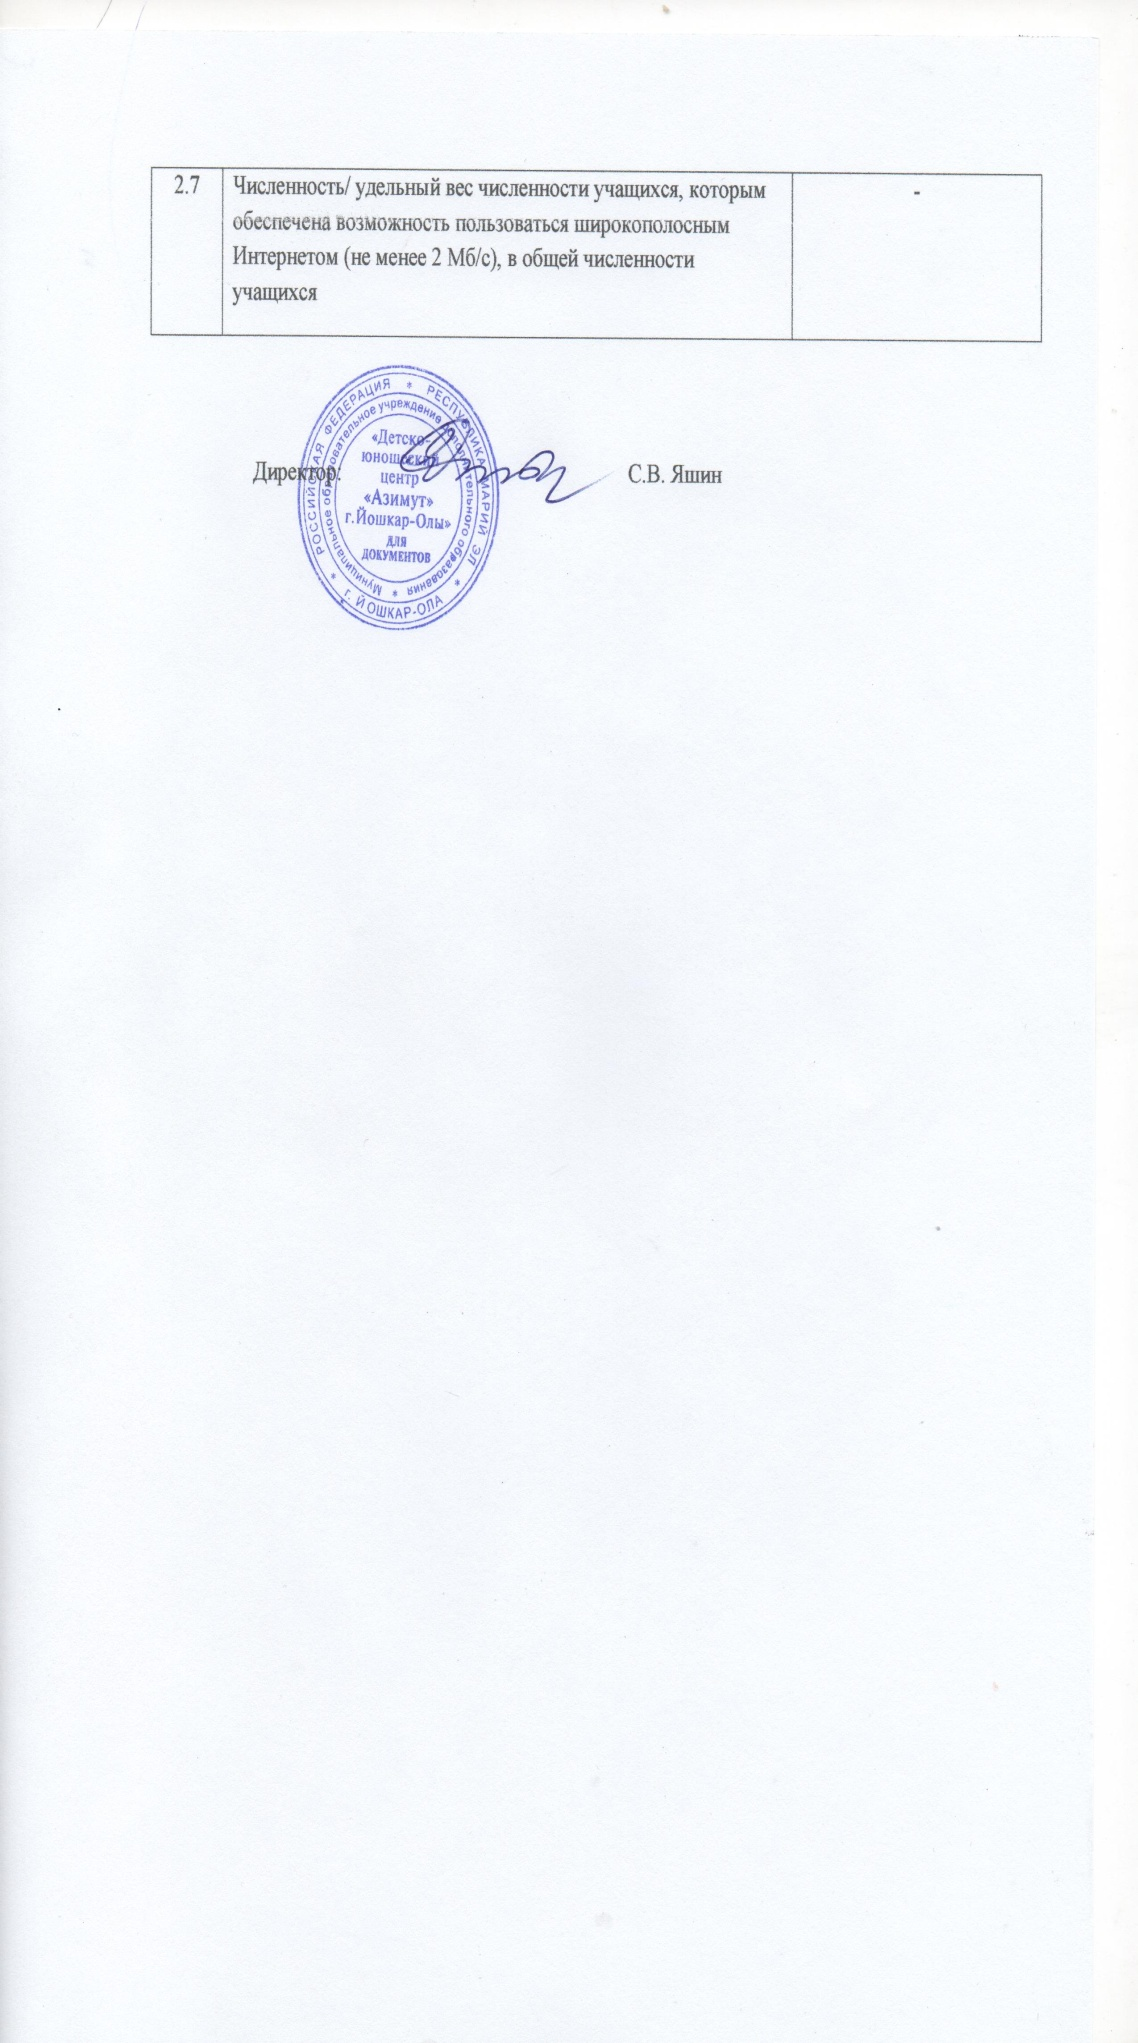 2.7
Численность/ удельный вес численности учащихся, которым
обеспечена возможность пользоваться широкополосным
Интернетом (не менее 2 Мб/с), в общей численности
учащихся
-
Директор:
С.В. Яшин
* РОССИЙСКАЯ ФЕДЕРАЦИЯ * РЕСПУБЛИКА МАРИЙ ЭЛ *
г. ЙОШКАР-ОЛА
* Муниципальное образовательное учреждение дополнительного образования
«Детско-
юношеский
центр
«Азимут»
г.Йошкар-Олы»
для
ДОКУМЕНТОВ